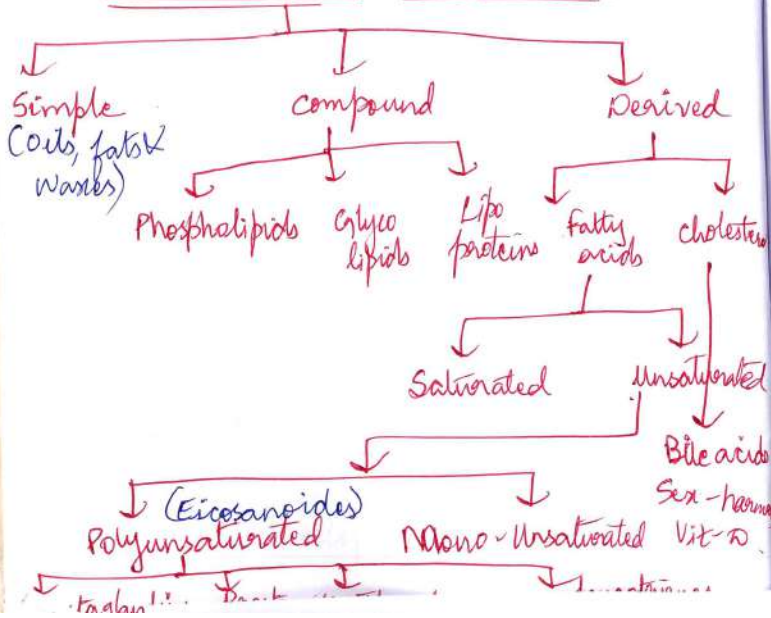 Simple Compound Derived
(oils, fats &
waxes)
Phospholipids Glyco Lipo Fatty cholestero
lipids proteins acids
Saturated Unsaturated
Bile acids
(Eicosanoides) Sex-harmo
Polyunsaturated Mono-Unsaturated Vit-D